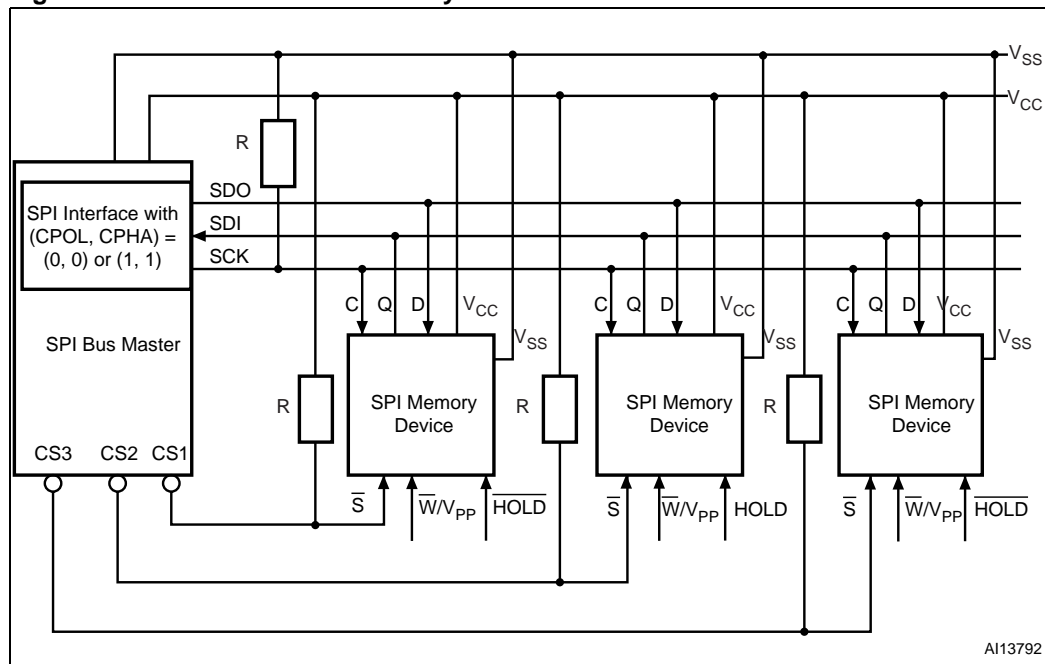 V_SS
V_CC
R
SDO
SDI
SCK
SPI Interface with
(CPOL, CPHA) =
(0, 0) or (1, 1)
SPI Bus Master
CS3 CS2 CS1
C Q D V_CC V_SS
C Q D V_CC V_SS
C Q D V_CC V_SS
R
SPI Memory
Device
R
SPI Memory
Device
R
SPI Memory
Device
S̅ W̅/V_PP H̅O̅L̅D̅
S̅ W̅/V_PP HOLD
S̅ W̅/V_PP H̅O̅L̅D̅
AI13792